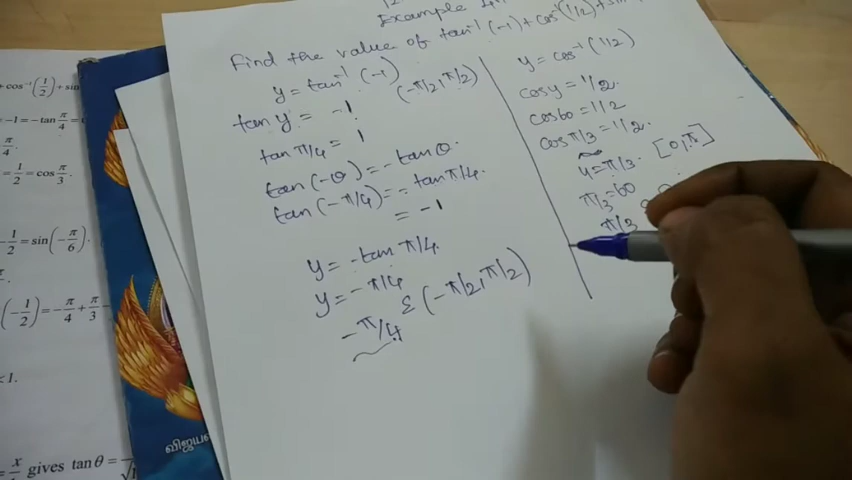 Example 4.
Find the value of tan⁻¹ (-1) + cos⁻¹ (1/2) + sin
y = tan⁻¹ (-1)
(-π/2, π/2)
tan y = -1
tan π/4 = 1
tan (-θ) = -tan θ.
tan (-π/4) = - tan π/4.
= -1
y = -tan π/4.
y = -π/4 ε (-π/2, π/2)
-π/4
y = cos⁻¹ (1/2)
cos y = 1/2.
cos 60 = 1/2
cos π/3 = 1/2.
y = π/3. [0, π]
π/3 = 60
π/3
+ cos⁻¹(1/2) + sin
= -1 = -tan π/4
π/4.
= 1/2 = cos π/3.
-1/2 = sin(-π/6).
(-1/2) = -π/4 + π/3
< 1.
= x/ gives tan θ =
விஜய